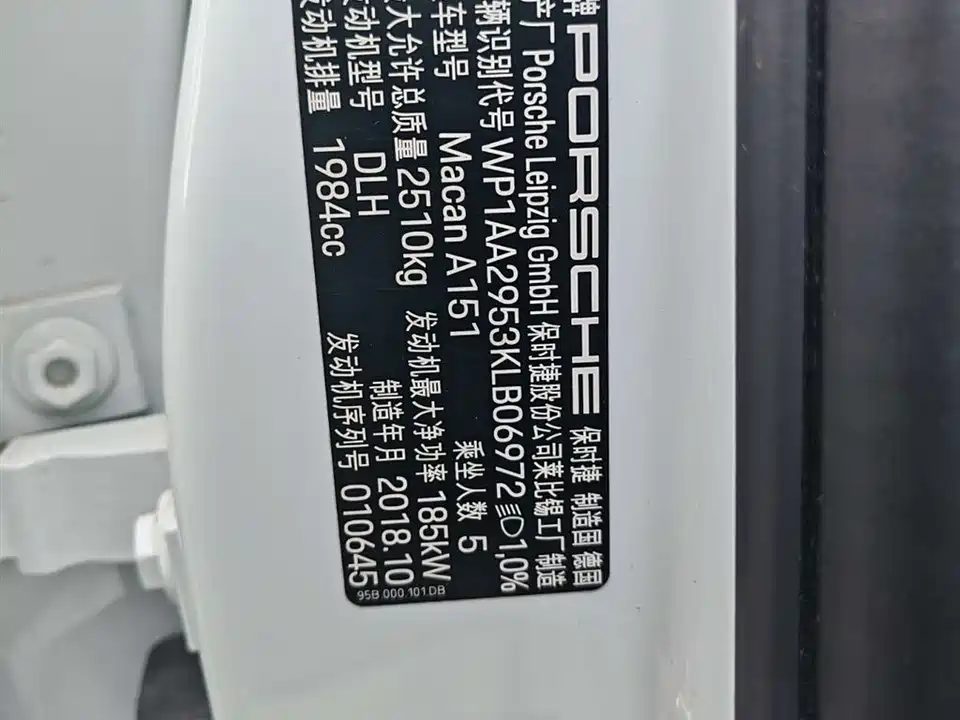 牌 PORSCHE 保时捷 制造国 德国
产厂 Porsche Leipzig GmbH 保时捷股份公司莱比锡工厂制造
辆识别代号 WP1AA2953KLB06972 1,0%
车型号 Macan A151 乘坐人数 5
大允许总质量 2510kg 发动机最大净功率 185kW
发动机型号 DLH 制造年月 2018.10
发动机排量 1984cc 发动机序列号 010645
95B.000.101.DB